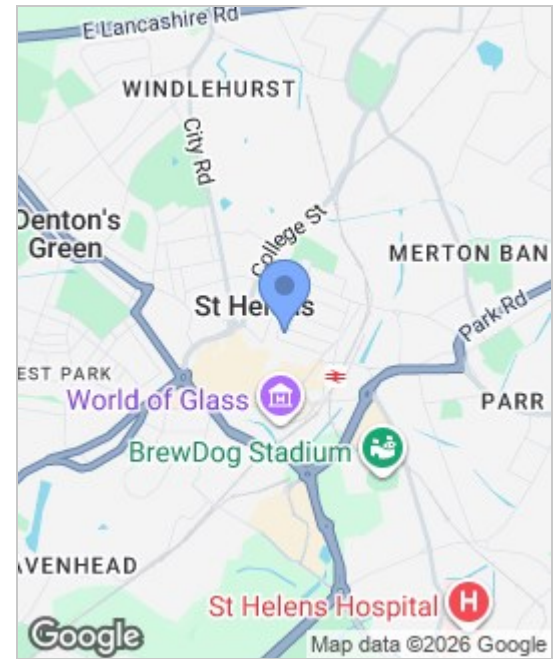 E Lancashire Rd
WINDLEHURST
City Rd
Denton's
Green
College St
MERTON BAN
St Helens
Park Rd
EST PARK
World of Glass
PARR
BrewDog Stadium
AVENHEAD
St Helens Hospital
H
Google
Map data ©2026 Google